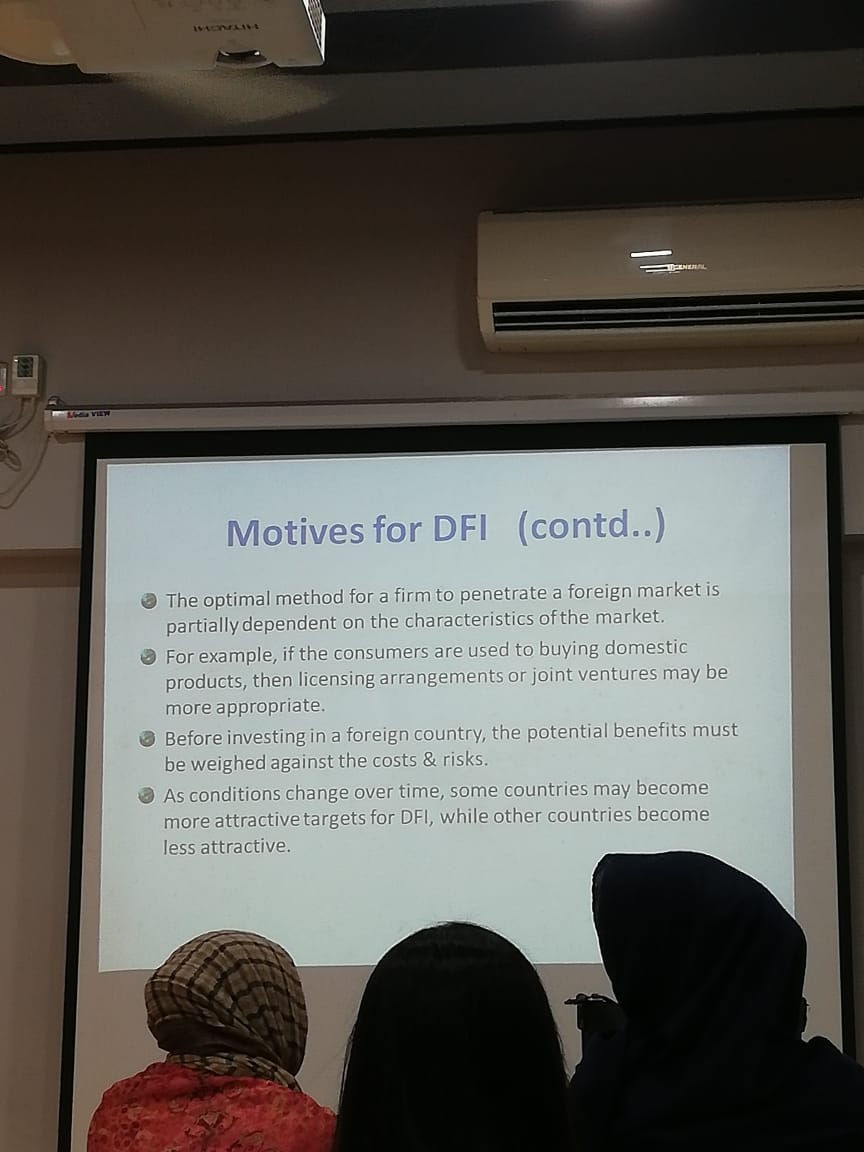 HITACHI
GENERAL
Media VIEW
Motives for DFI (contd..)
The optimal method for a firm to penetrate a foreign market is
partially dependent on the characteristics of the market.
For example, if the consumers are used to buying domestic
products, then licensing arrangements or joint ventures may be
more appropriate.
Before investing in a foreign country, the potential benefits must
be weighed against the costs & risks.
As conditions change over time, some countries may become
more attractive targets for DFI, while other countries become
less attractive.